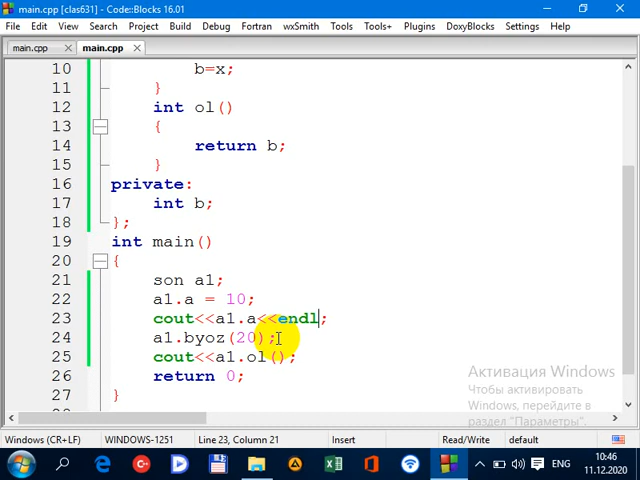 main.cpp [clas631] - Code::Blocks 16.01
File Edit View Search Project Build Debug Fortran wxSmith Tools Tools+ Plugins DoxyBlocks Settings Help
main.cpp main.cpp
10 b=x;
11 }
12 int ol()
13 {
14 return b;
15 }
16 private:
17 int b;
18 };
19 int main()
20 {
21 son a1;
22 a1.a = 10;
23 cout<<a1.a<<endl;
24 a1.byoz(20);
25 cout<<a1.ol();
26 return 0;
27 }
Активация Windows
Чтобы активировать
Windows, перейдите в
раздел "Параметры".
Windows (CR+LF) WINDOWS-1251 Line 23, Column 21 Insert Read/Write default
ENG
10:46
11.12.2020